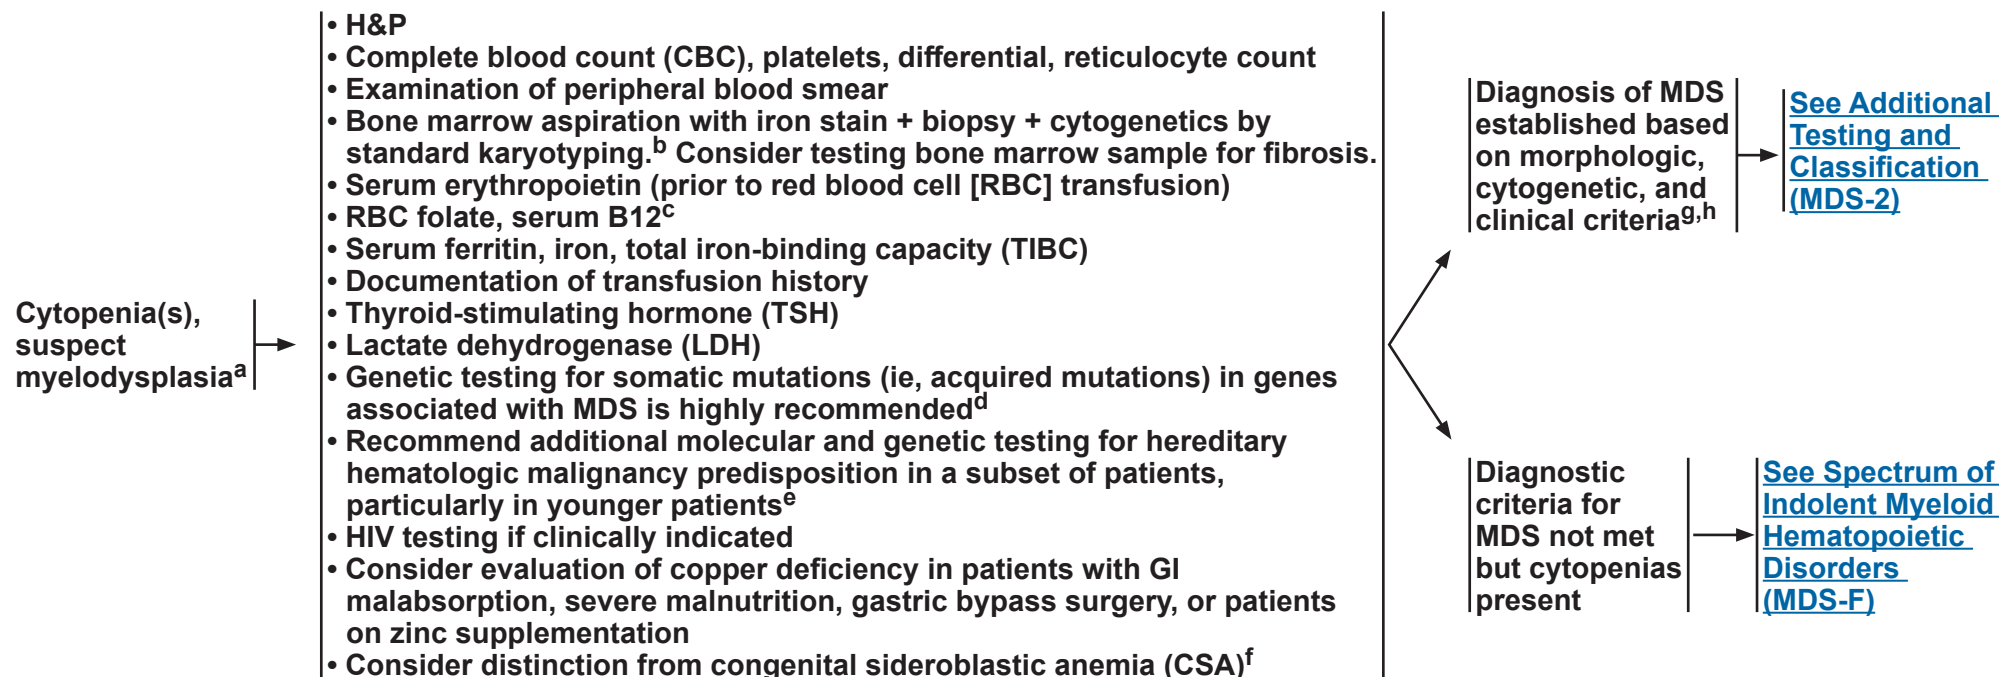 Cytopenia(s),
suspect
myelodysplasiaᵃ
• H&P
• Complete blood count (CBC), platelets, differential, reticulocyte count
• Examination of peripheral blood smear
• Bone marrow aspiration with iron stain + biopsy + cytogenetics by
standard karyotyping.ᵇ Consider testing bone marrow sample for fibrosis.
• Serum erythropoietin (prior to red blood cell [RBC] transfusion)
• RBC folate, serum B12ᶜ
• Serum ferritin, iron, total iron-binding capacity (TIBC)
• Documentation of transfusion history
• Thyroid-stimulating hormone (TSH)
• Lactate dehydrogenase (LDH)
• Genetic testing for somatic mutations (ie, acquired mutations) in genes
associated with MDS is highly recommendedᵈ
• Recommend additional molecular and genetic testing for hereditary
hematologic malignancy predisposition in a subset of patients,
particularly in younger patientsᵉ
• HIV testing if clinically indicated
• Consider evaluation of copper deficiency in patients with GI
malabsorption, severe malnutrition, gastric bypass surgery, or patients
on zinc supplementation
• Consider distinction from congenital sideroblastic anemia (CSA)ᶠ
Diagnosis of MDS
established based
on morphologic,
cytogenetic, and
clinical criteriaᵍ,ʰ
See Additional
Testing and
Classification
(MDS-2)
Diagnostic
criteria for
MDS not met
but cytopenias
present
See Spectrum of
Indolent Myeloid
Hematopoietic
Disorders
(MDS-F)